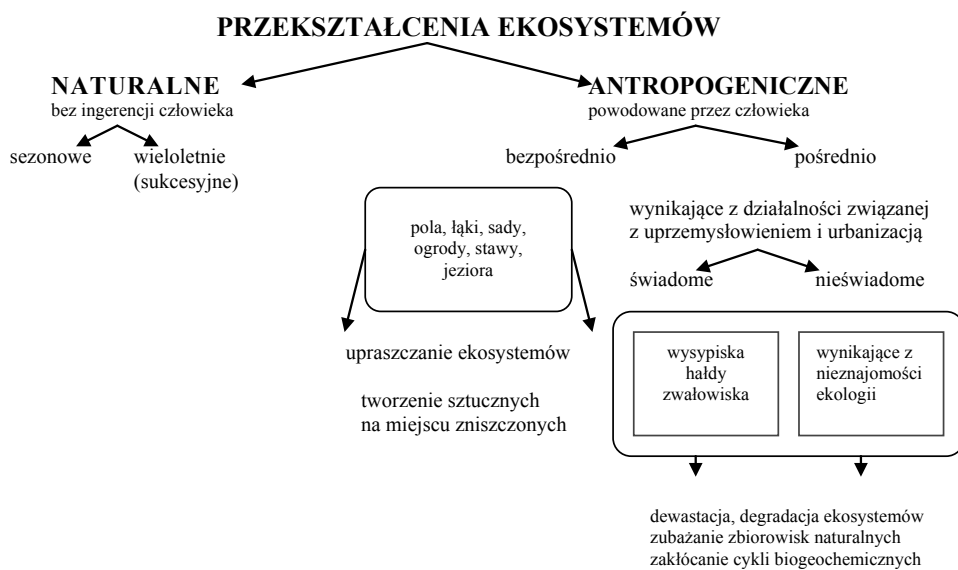 PRZEKSZTAŁCENIA EKOSYSTEMÓW
NATURALNE
bez ingerencji człowieka
sezonowe
wieloletnie
(sukcesyjne)
ANTROPOGENICZNE
powodowane przez człowieka
bezpośrednio
pośrednio
pola, łąki, sady,
ogrody, stawy,
jeziora
upraszczanie ekosystemów
tworzenie sztucznych
na miejscu zniszczonych
wynikające z działalności związanej
z uprzemysłowieniem i urbanizacją
świadome
nieświadome
wysypiska
hałdy
zwałowiska
wynikające z
nieznajomości
ekologii
dewastacja, degradacja ekosystemów
zubażanie zbiorowisk naturalnych
zakłócanie cykli biogeochemicznych